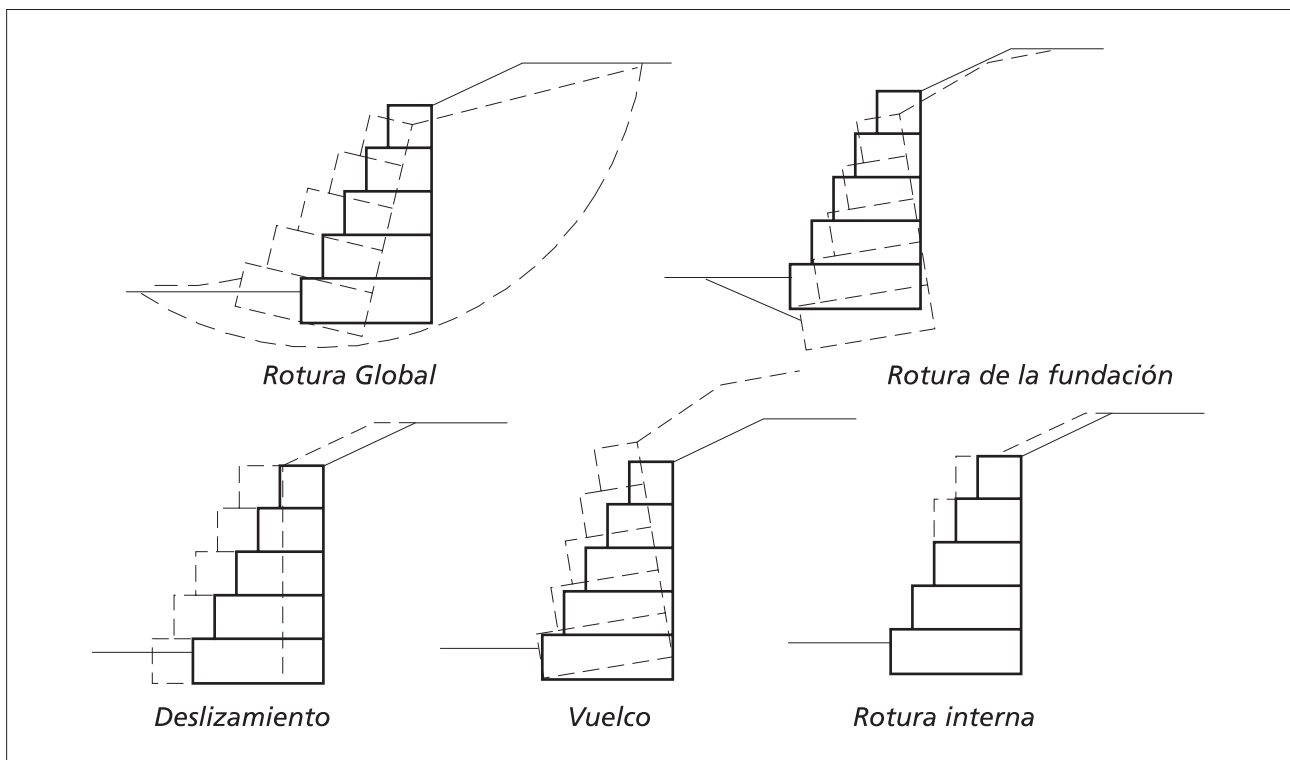 Rotura Global
Rotura de la fundación
Deslizamiento
Vuelco
Rotura interna